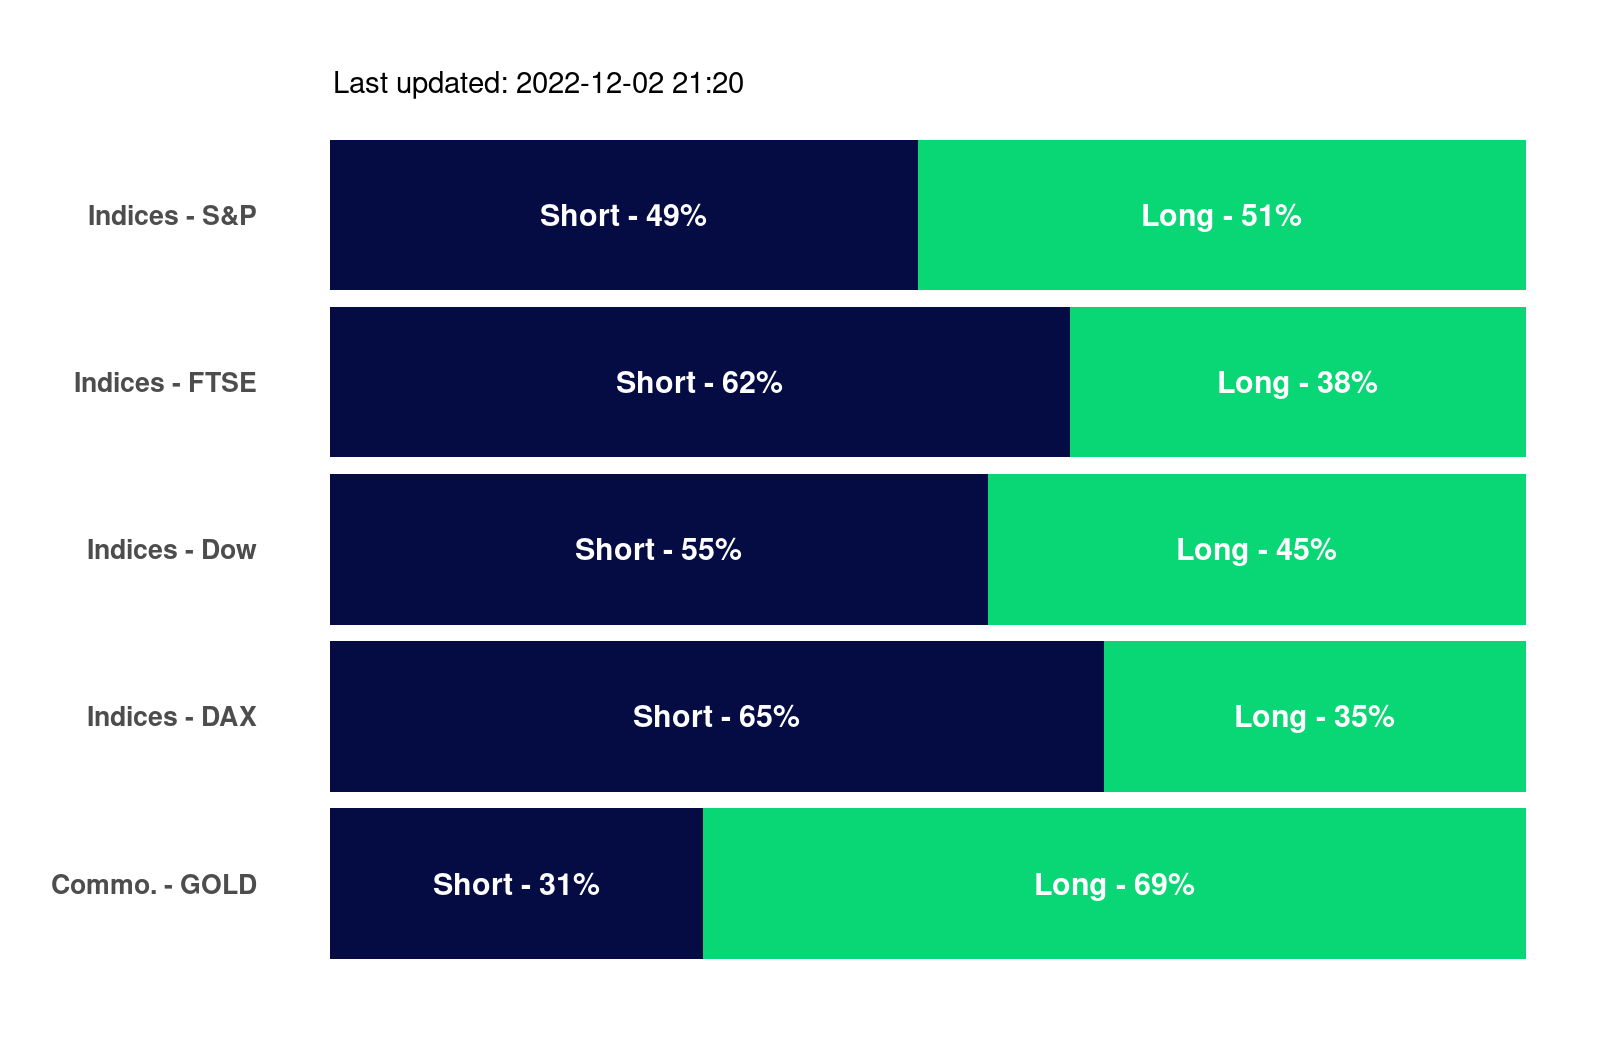 Last updated: 2022-12-02 21:20
Indices - S&P Short - 49% Long - 51%
Indices - FTSE Short - 62% Long - 38%
Indices - Dow Short - 55% Long - 45%
Indices - DAX Short - 65% Long - 35%
Commo. - GOLD Short - 31% Long - 69%